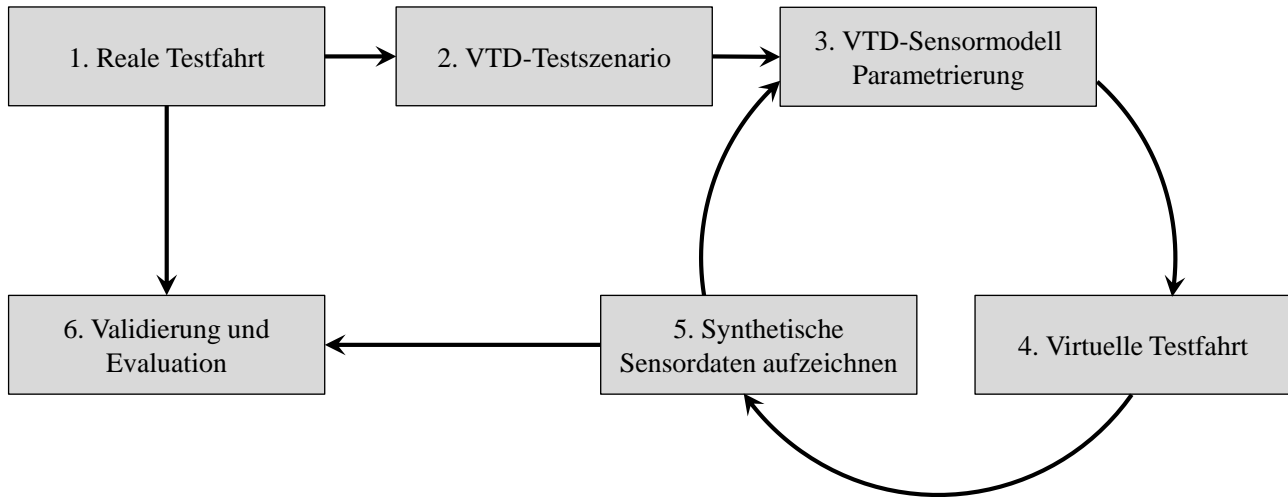 1. Reale Testfahrt
2. VTD-Testszenario
3. VTD-Sensormodell
Parametrierung
6. Validierung und
Evaluation
5. Synthetische
Sensordaten aufzeichnen
4. Virtuelle Testfahrt